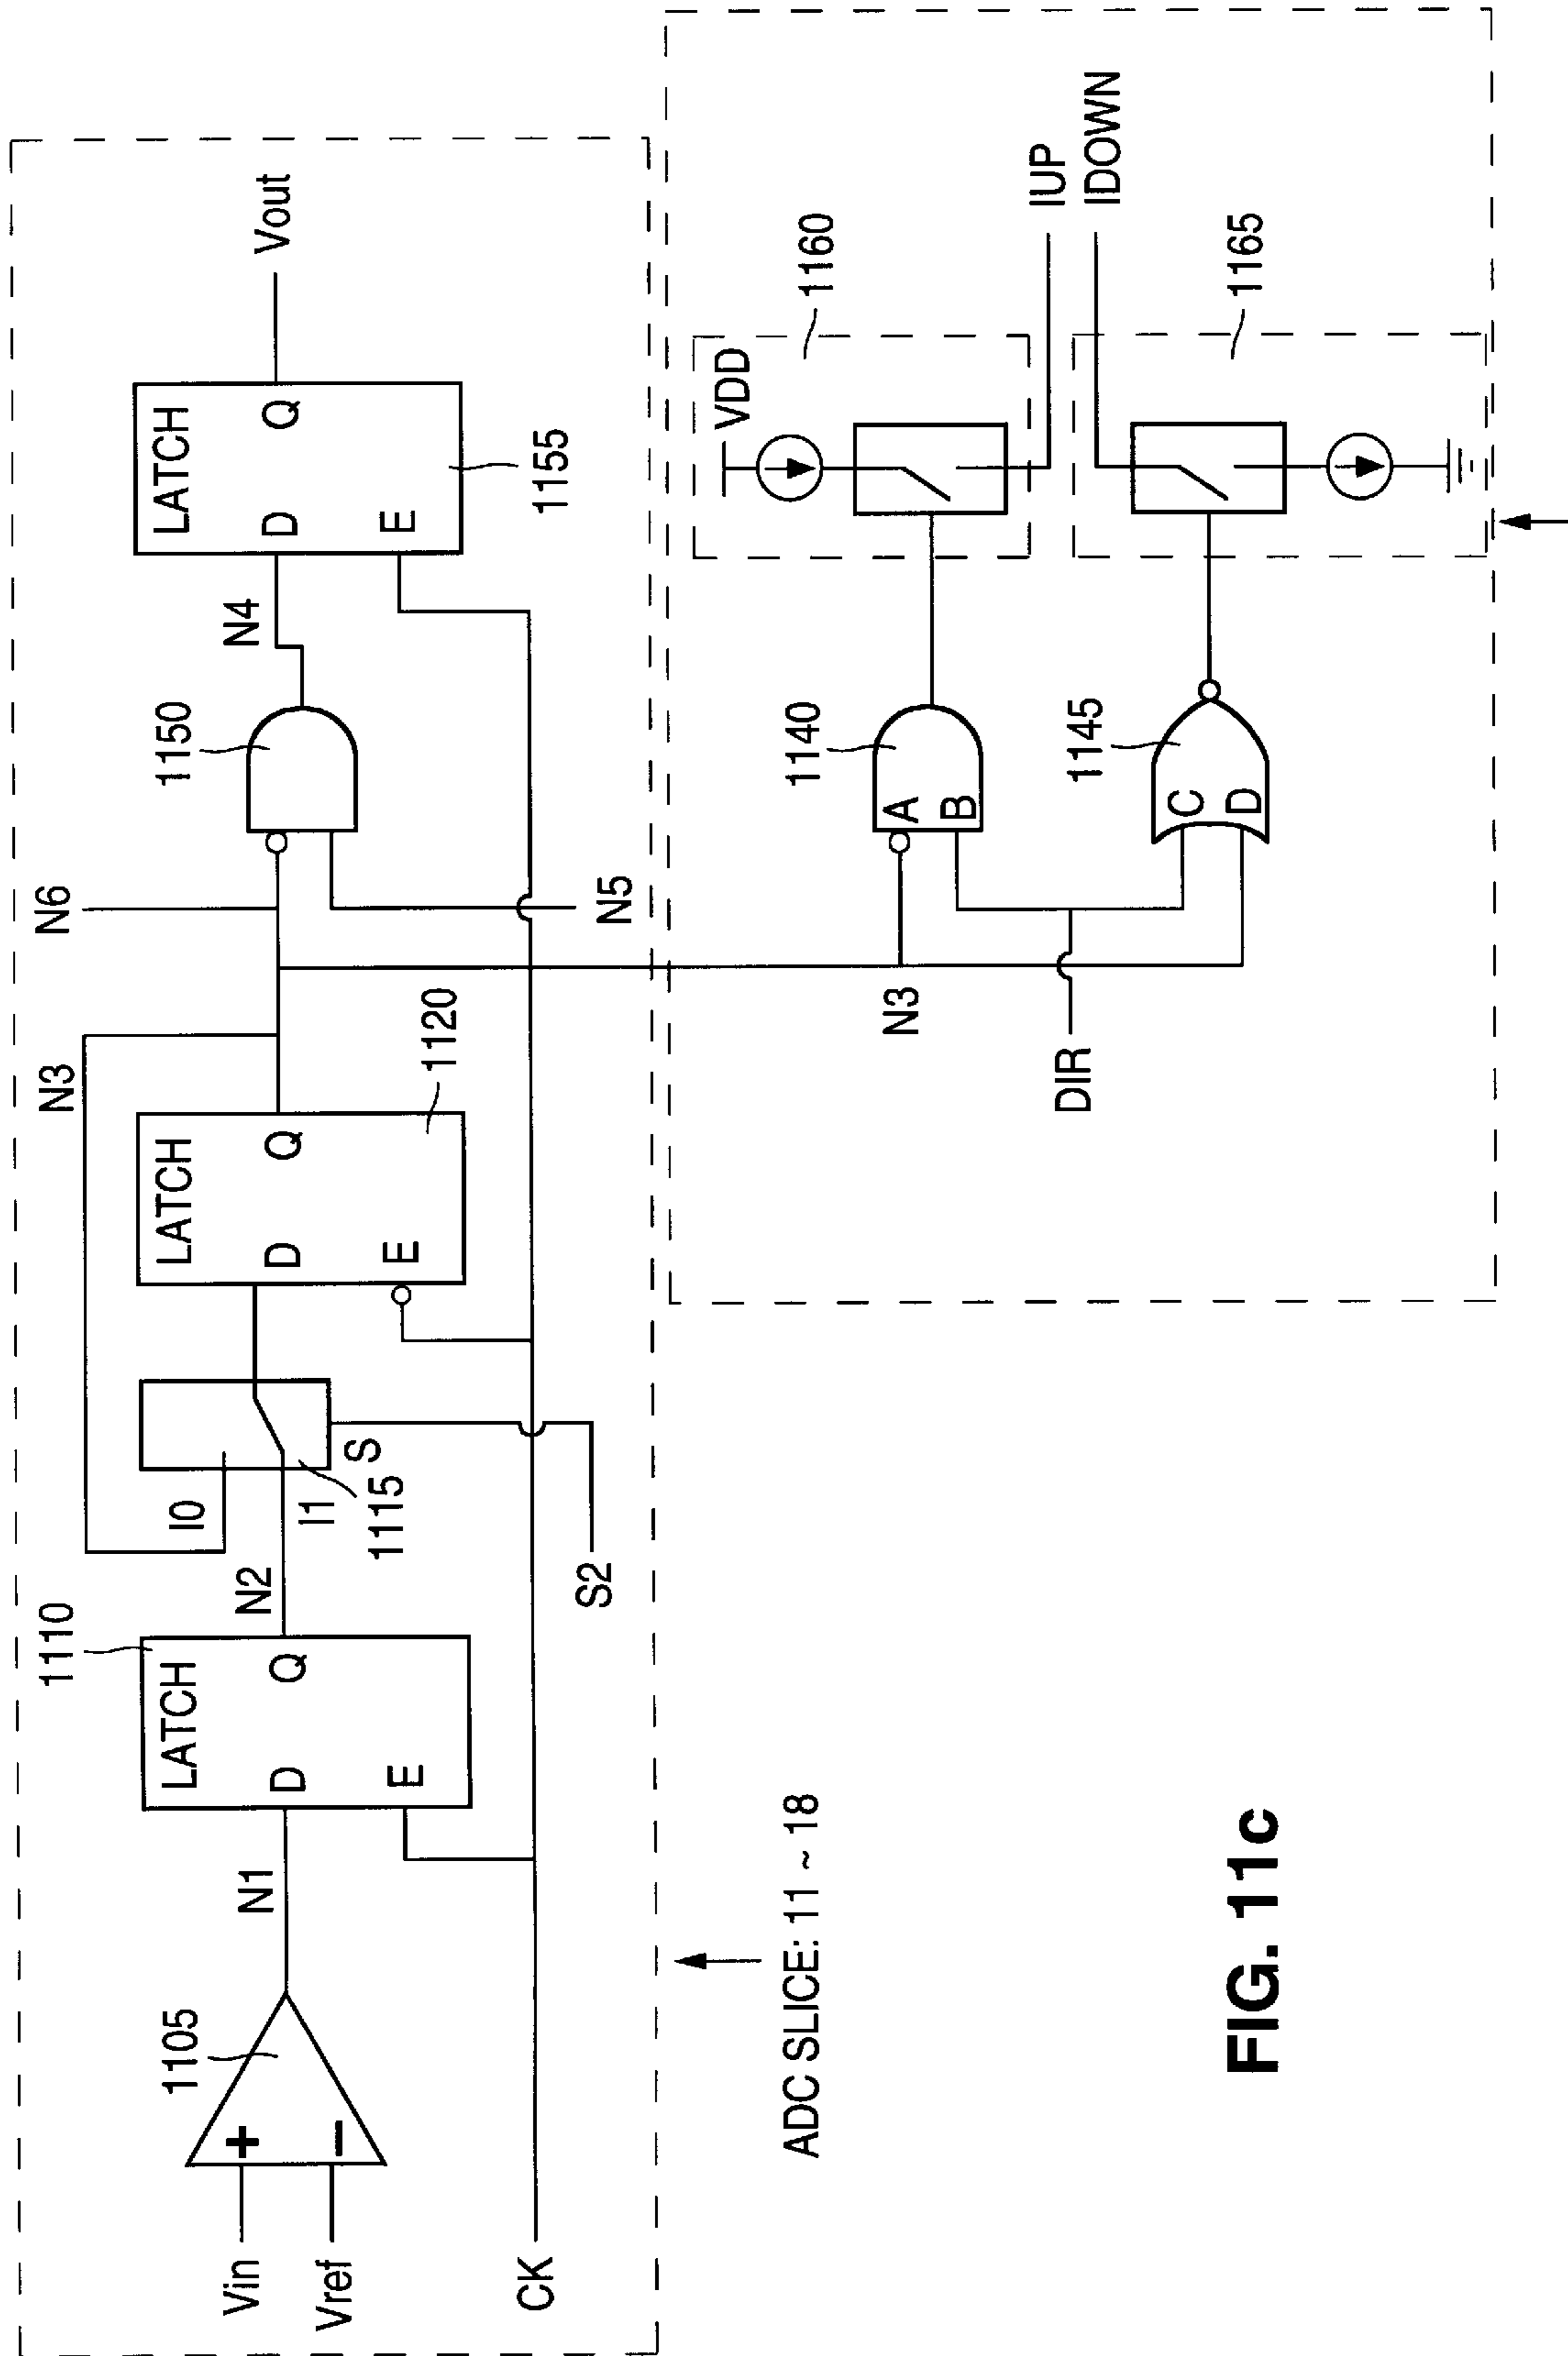 Vin
Vref
CK
+
−
1105
N1
1110
LATCH
D
Q
E
N2
I0
I1
S
1115
S2
N3
LATCH
D
Q
E
1120
N6
N5
1150
N4
LATCH
D
Q
E
1155
Vout
ADC SLICE: 11 ~ 18
N3
DIR
1140
A
B
1145
C
D
VDD
1160
IUP
IDOWN
1165
FIG. 11c